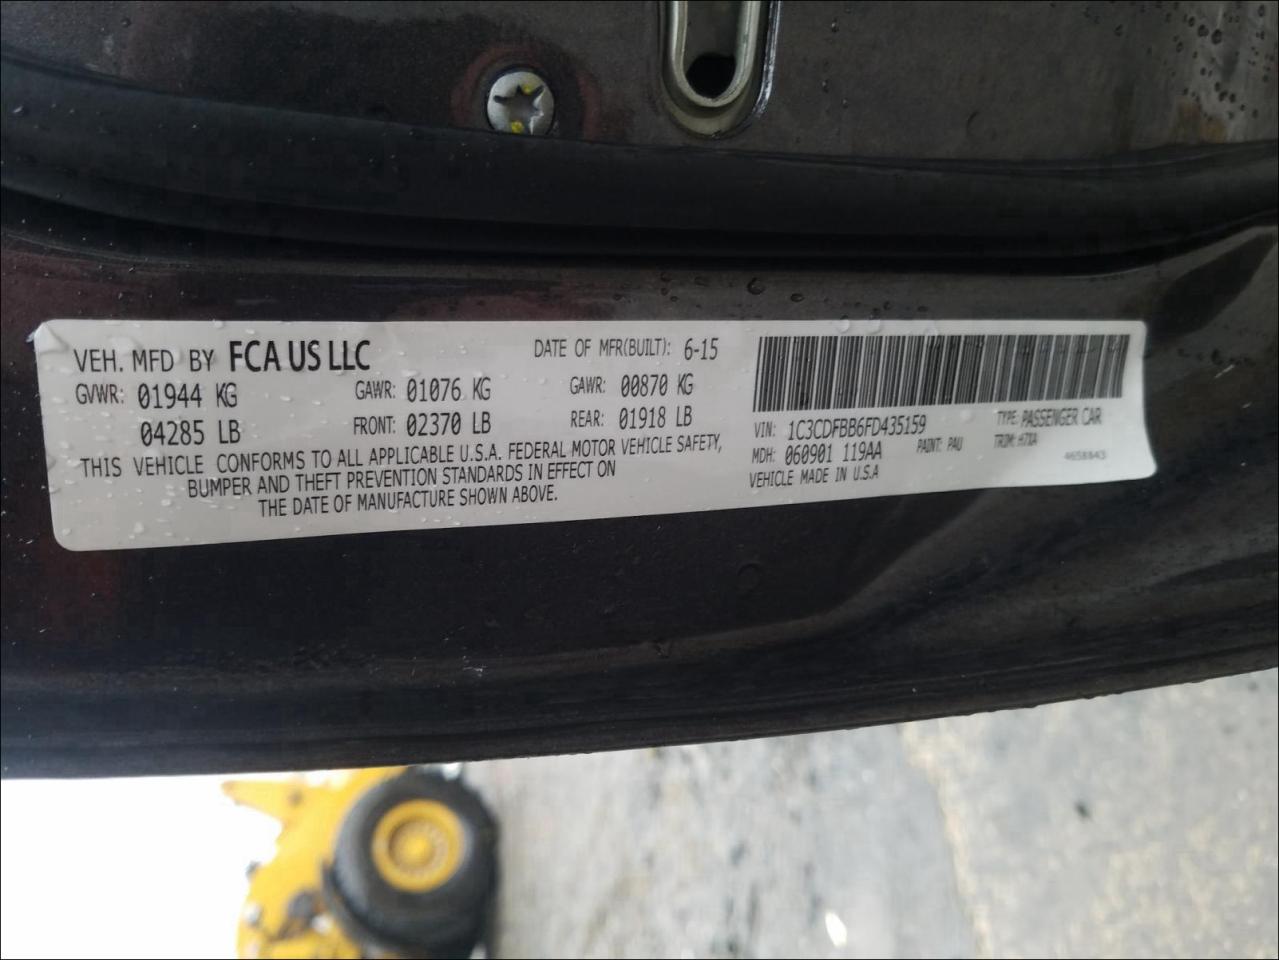 VEH. MFD BY FCA US LLC DATE OF MFR(BUILT): 6-15
GVWR: 01944 KG GAWR: 01076 KG GAWR: 00870 KG
04285 LB FRONT: 02370 LB REAR: 01918 LB
THIS VEHICLE CONFORMS TO ALL APPLICABLE U.S.A. FEDERAL MOTOR VEHICLE SAFETY,
BUMPER AND THEFT PREVENTION STANDARDS IN EFFECT ON
THE DATE OF MANUFACTURE SHOWN ABOVE.
VIN: 1C3CDFBB6FD435159 TYPE: PASSENGER CAR
MDH: 060901 119AA PAINT: PAU TRIM: H7XA
VEHICLE MADE IN U.S.A 4658843